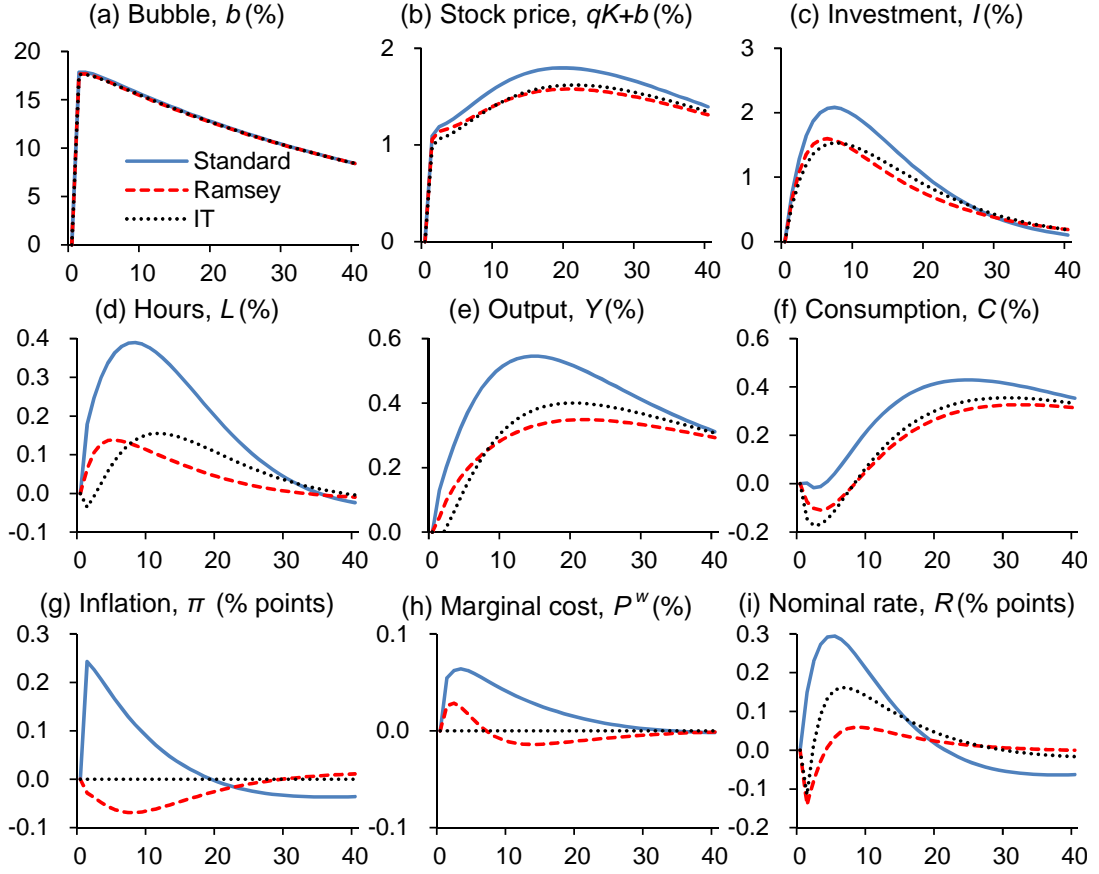 (a) Bubble, b (%)
20
15
10
5
0
0 10 20 30 40
Standard
Ramsey
IT
(b) Stock price, qK+b (%)
2
1
0
0 10 20 30 40
(c) Investment, I (%)
3
2
1
0
0 10 20 30 40
(d) Hours, L (%)
0.4
0.3
0.2
0.1
0.0
-0.1
0 10 20 30 40
(e) Output, Y (%)
0.6
0.4
0.2
0.0
0 10 20 30 40
(f) Consumption, C (%)
0.6
0.4
0.2
0.0
-0.2
0 10 20 30 40
(g) Inflation, π (% points)
0.3
0.2
0.1
0.0
-0.1
0 10 20 30 40
(h) Marginal cost, P^w (%)
0.1
0.0
-0.1
0 10 20 30 40
(i) Nominal rate, R (% points)
0.3
0.2
0.1
0.0
-0.1
-0.2
0 10 20 30 40